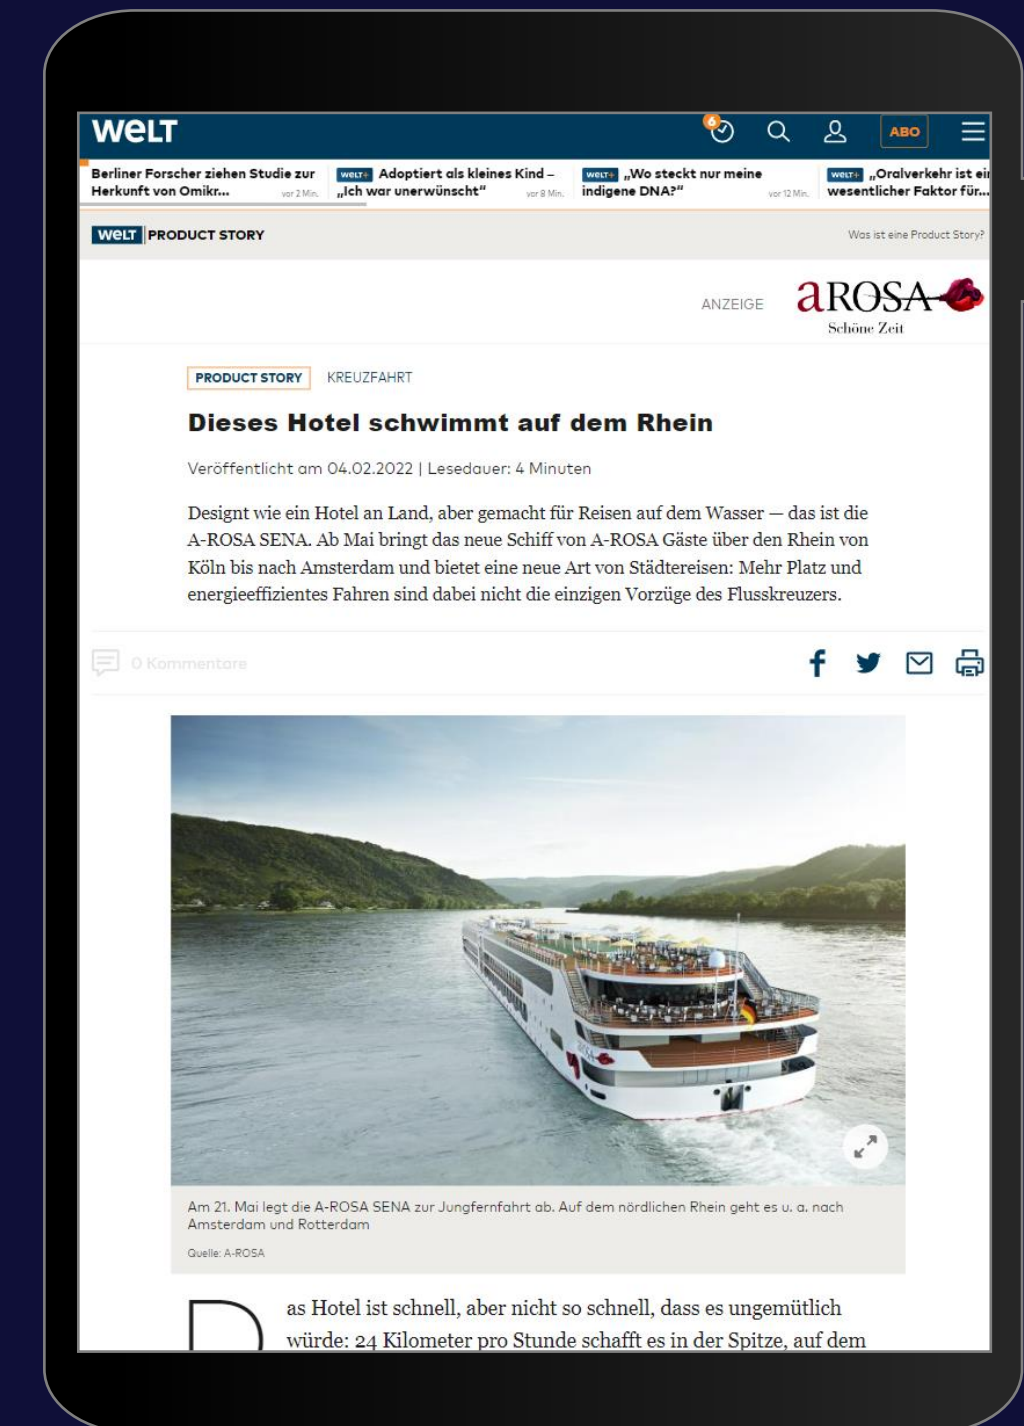 WELT
6
ABO
Berliner Forscher ziehen Studie zur
Herkunft von Omikr... vor 2 Min.
WELT+ Adoptiert als kleines Kind –
„Ich war unerwünscht“ vor 8 Min.
WELT+ „Wo steckt nur meine
indigene DNA?“ vor 12 Min.
WELT+ „Oralverkehr ist ein
wesentlicher Faktor für...
WELT PRODUCT STORY
Was ist eine Product Story?
ANZEIGE
aROSA
Schöne Zeit
PRODUCT STORY KREUZFAHRT
Dieses Hotel schwimmt auf dem Rhein
Veröffentlicht am 04.02.2022 | Lesedauer: 4 Minuten
Designt wie ein Hotel an Land, aber gemacht für Reisen auf dem Wasser — das ist die
A-ROSA SENA. Ab Mai bringt das neue Schiff von A-ROSA Gäste über den Rhein von
Köln bis nach Amsterdam und bietet eine neue Art von Städtereisen: Mehr Platz und
energieeffizientes Fahren sind dabei nicht die einzigen Vorzüge des Flusskreuzers.
0 Kommentare
aROSA
Am 21. Mai legt die A-ROSA SENA zur Jungfernfahrt ab. Auf dem nördlichen Rhein geht es u. a. nach
Amsterdam und Rotterdam
Quelle: A-ROSA
Das Hotel ist schnell, aber nicht so schnell, dass es ungemütlich
würde: 24 Kilometer pro Stunde schafft es in der Spitze, auf dem